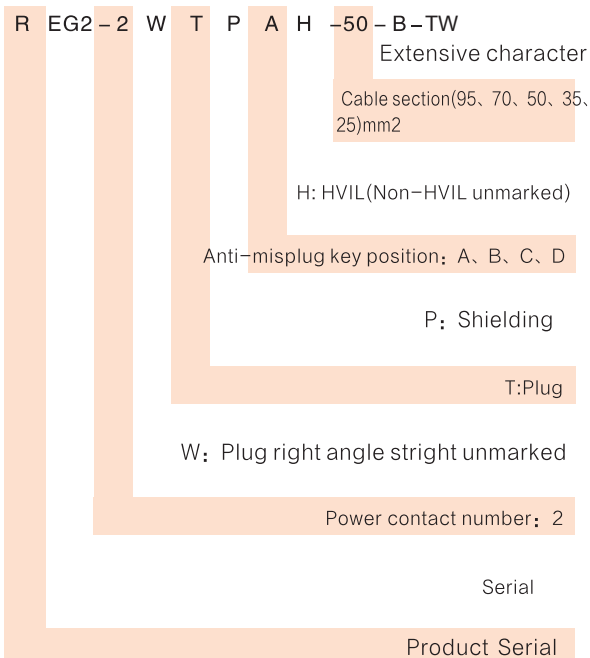 R EG2-2 W T P A H -50-B-TW
Extensive character
Cable section(95、70、50、35、
25)mm2
H: HVIL(Non-HVIL unmarked)
Anti-misplug key position：A、B、C、D
P：Shielding
T:Plug
W：Plug right angle stright unmarked
Power contact number：2
Serial
Product Serial